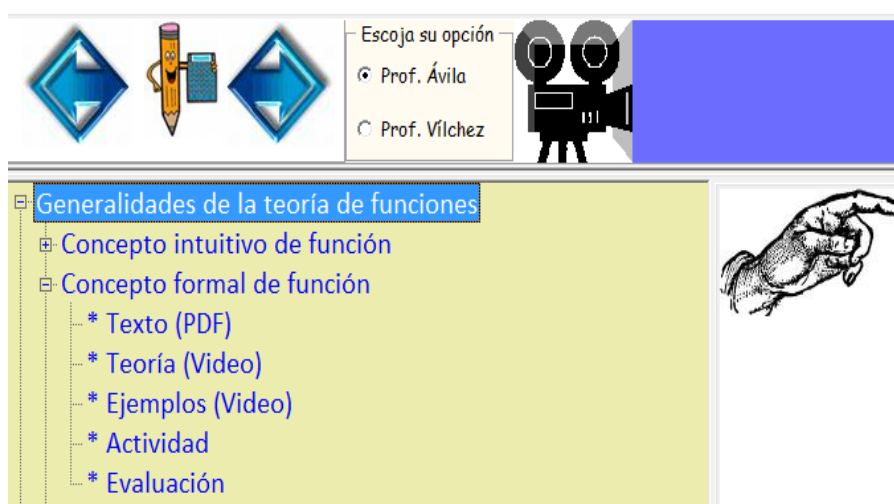 Escoja su opción
Prof. Ávila
Prof. Vílchez
Generalidades de la teoría de funciones
Concepto intuitivo de función
Concepto formal de función
* Texto (PDF)
* Teoría (Video)
* Ejemplos (Video)
* Actividad
* Evaluación